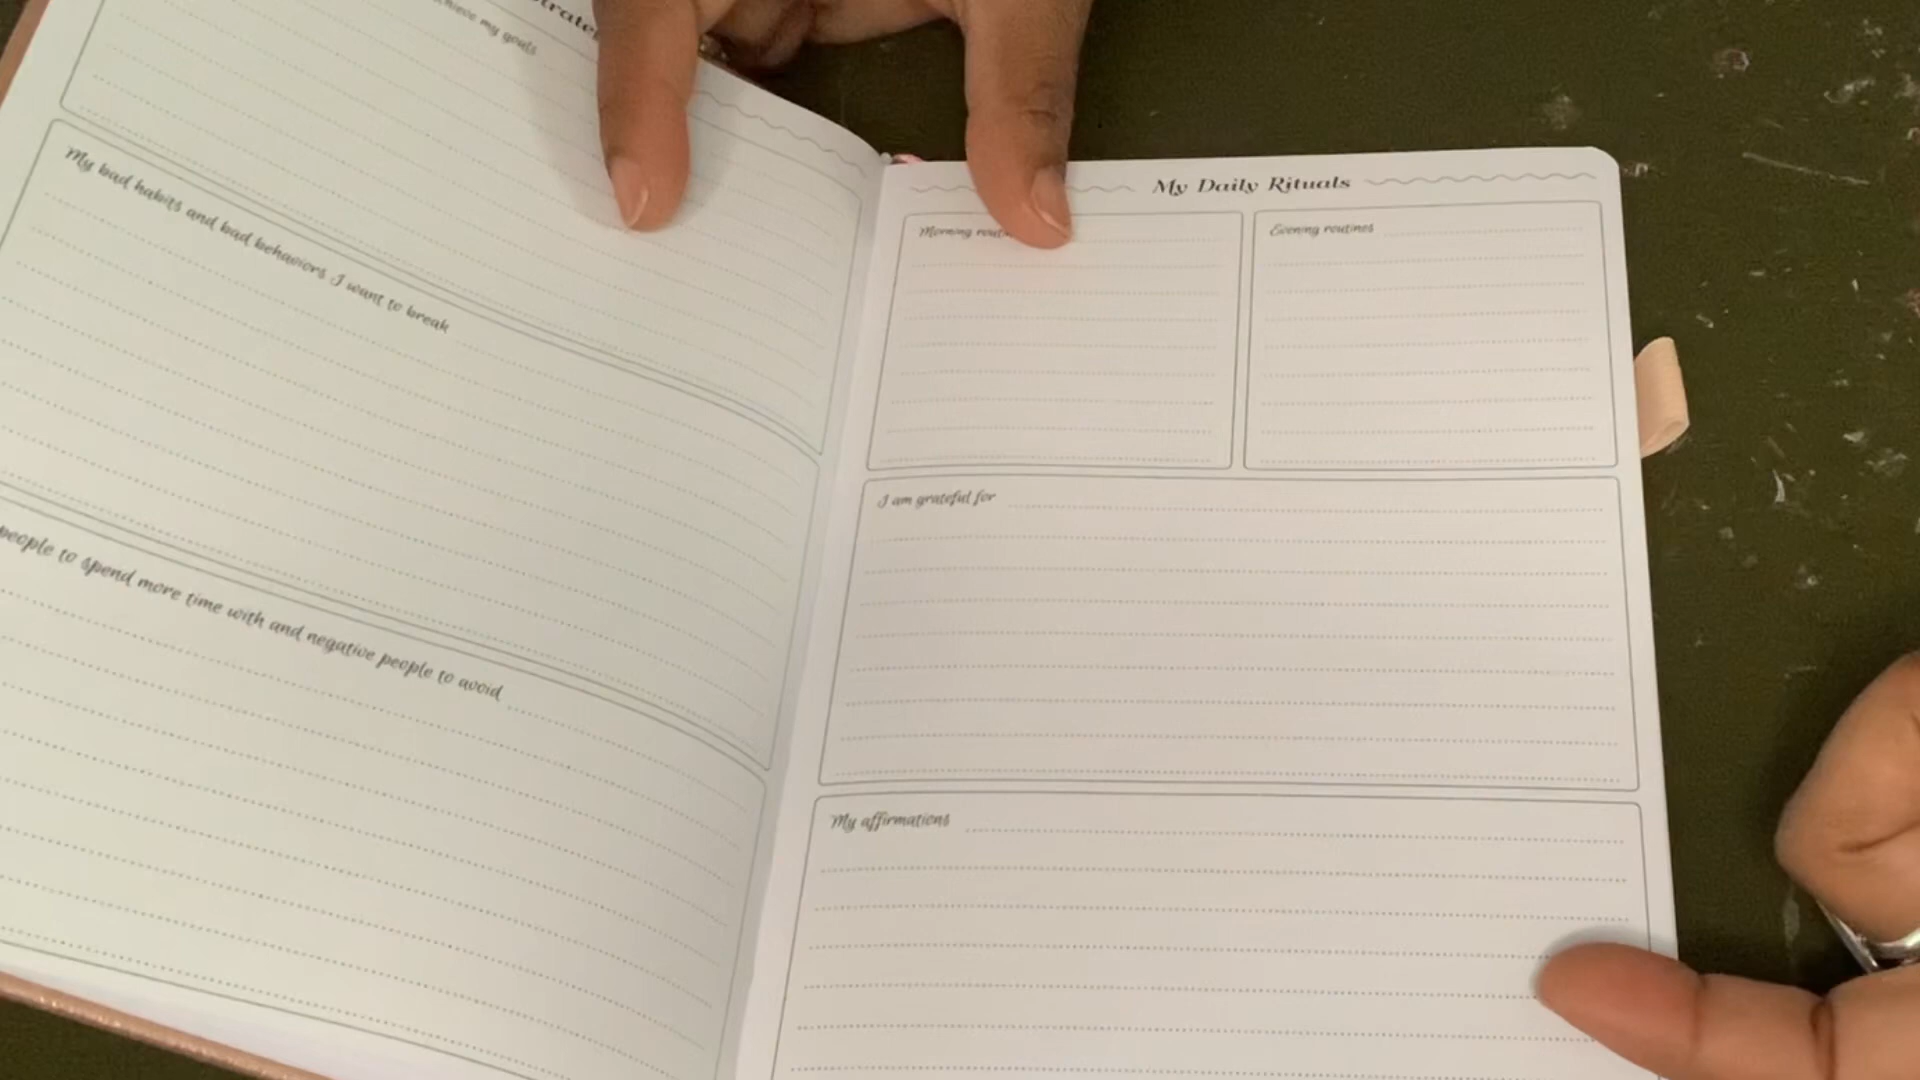 achieve my goals
My bad habits and bad behaviors I want to break
people to spend more time with and negative people to avoid
My Daily Rituals
Morning
Evening routines
I am grateful for
My affirmations